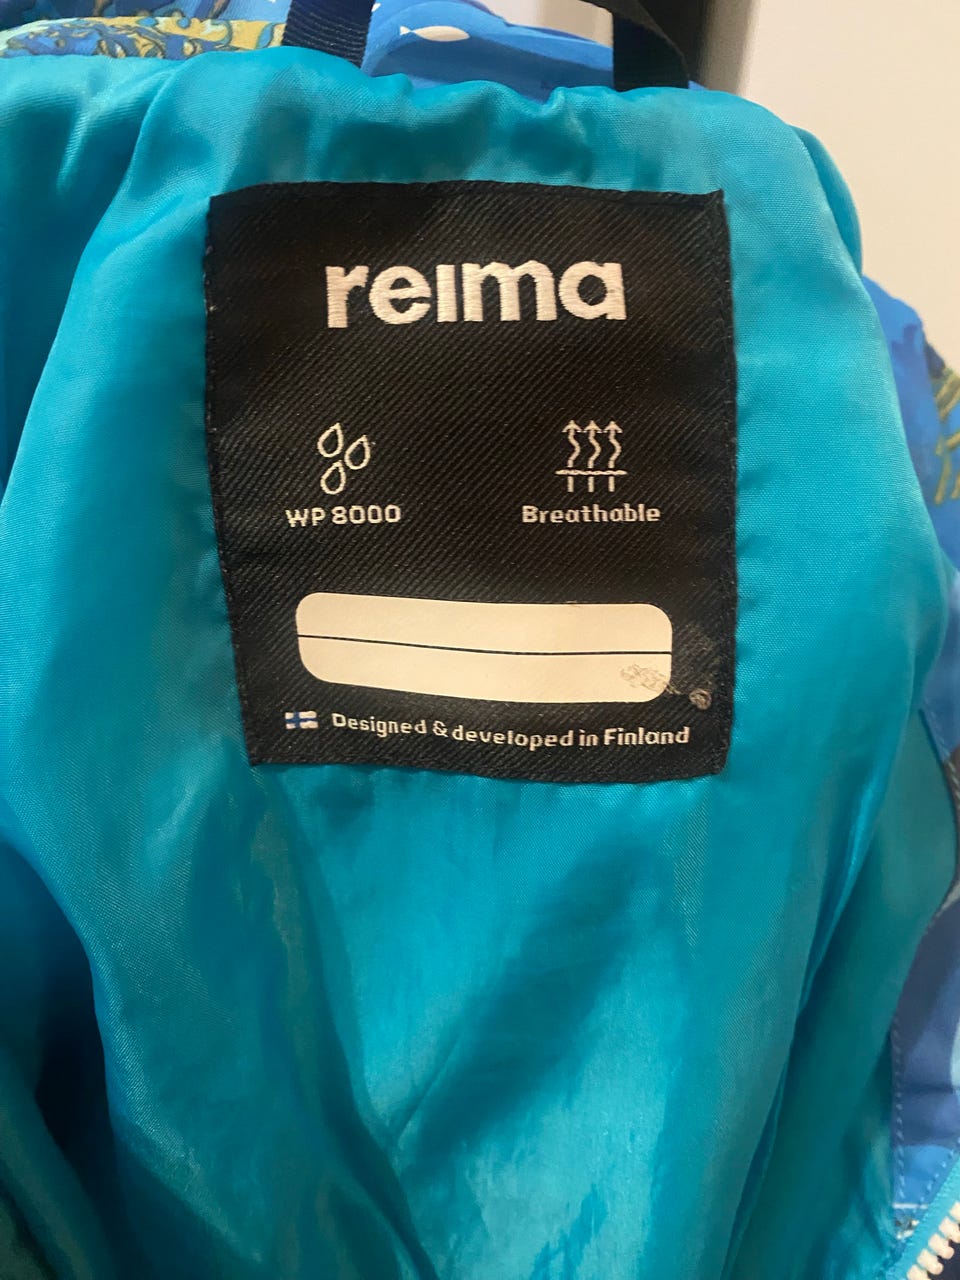 reima
WP 8000
Breathable
Designed & developed in Finland